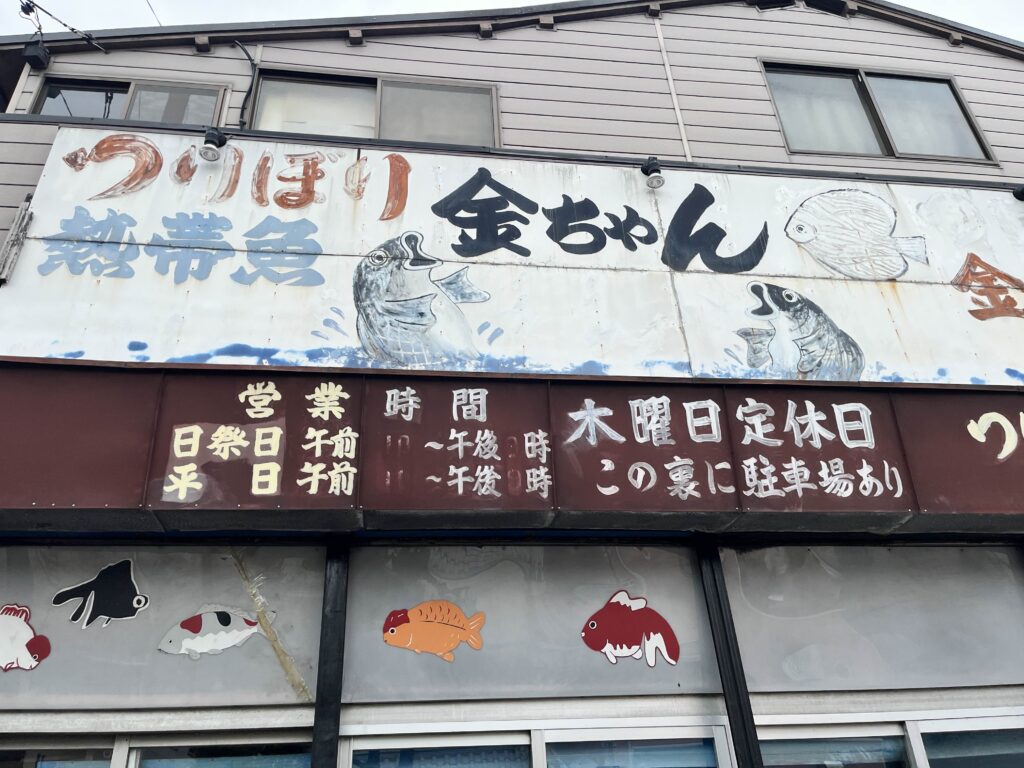 つりぼり 金ちゃん
熱帯魚
金
営業時間
日祭日 午前 ~午後 時
平日 午前 ~午後 時
木曜日定休日
この裏に駐車場あり
つ